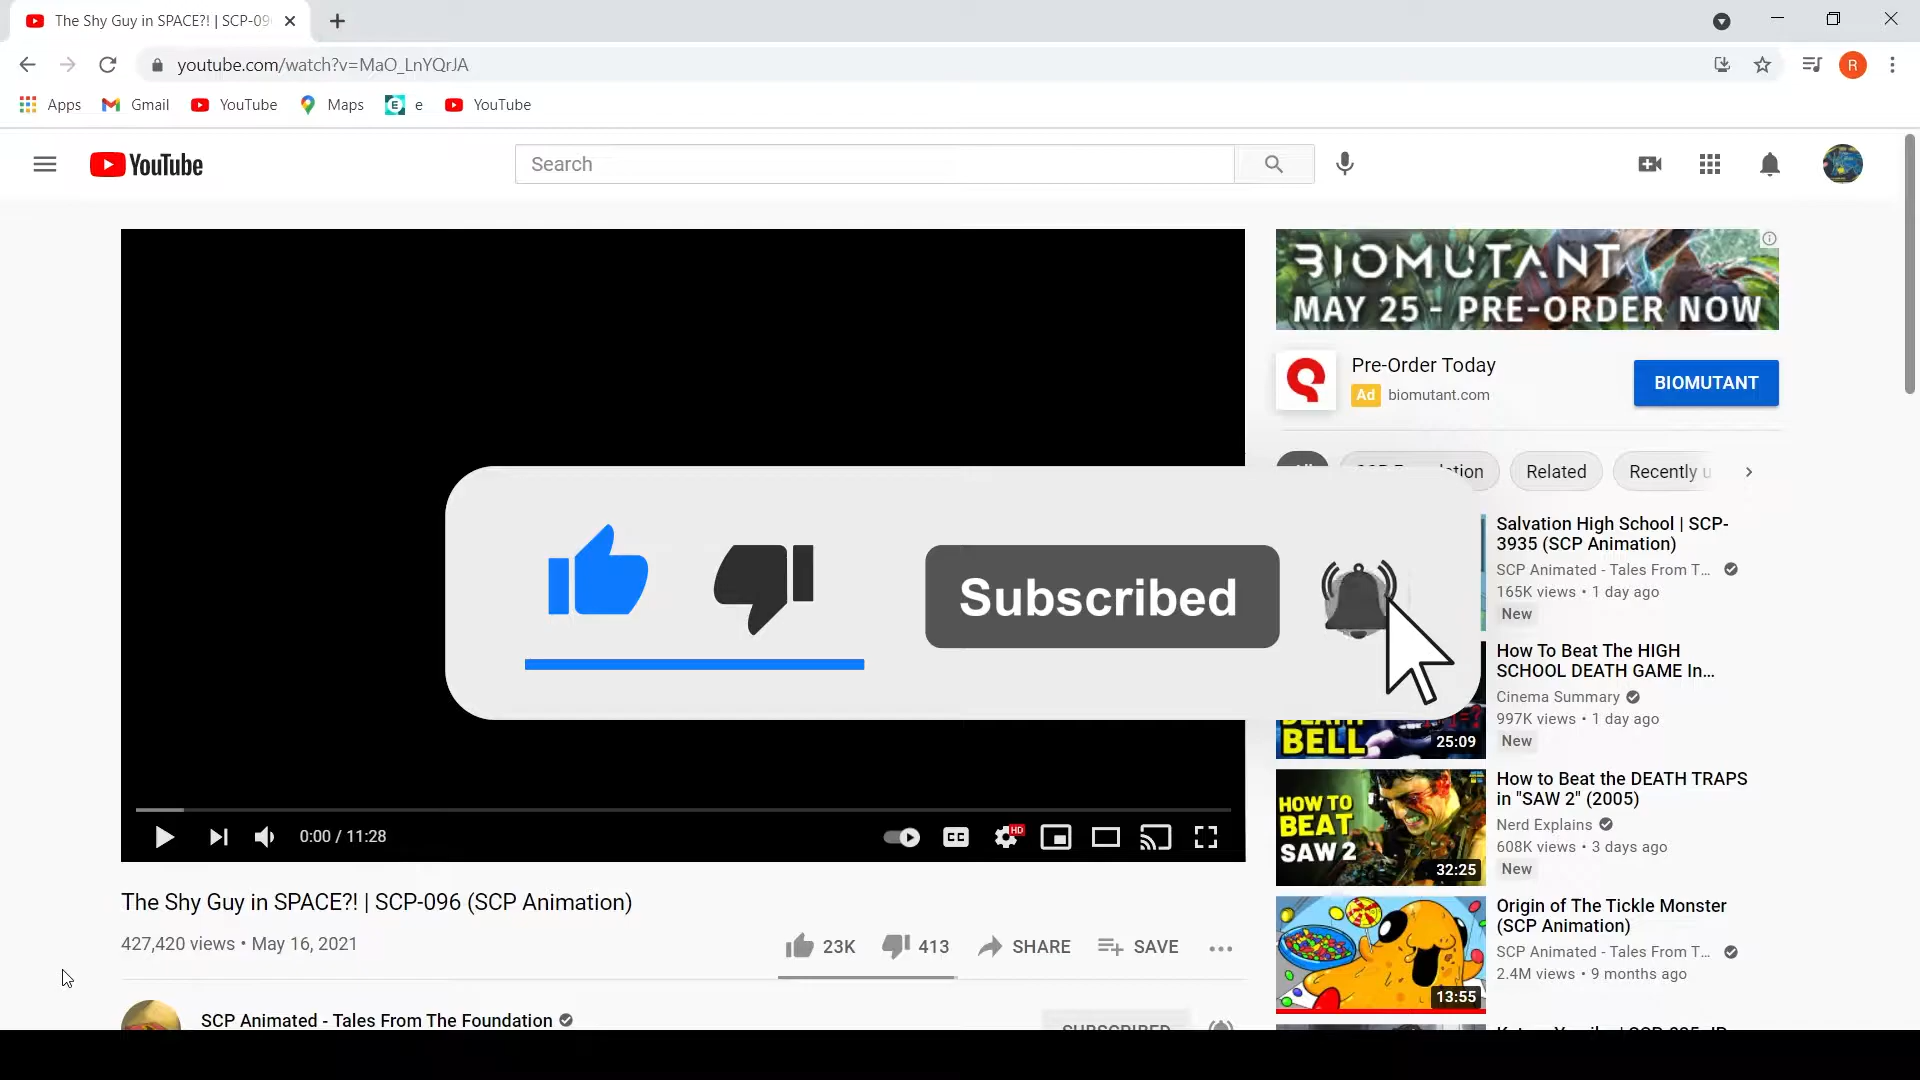 The Shy Guy in SPACE?! | SCP-09
youtube.com/watch?v=MaO_LnYQrJA
R
Apps
Gmail
YouTube
Maps
E
e
YouTube
YouTube
Search
BIOMUTANT
MAY 25 - PRE-ORDER NOW
Pre-Order Today
Ad biomutant.com
BIOMUTANT
Related
Recently u
Subscribed
Salvation High School | SCP-
3935 (SCP Animation)
SCP Animated - Tales From T...
165K views • 1 day ago
New
How To Beat The HIGH
SCHOOL DEATH GAME In...
Cinema Summary
997K views • 1 day ago
New
BELL
25:09
How to Beat the DEATH TRAPS
in "SAW 2" (2005)
Nerd Explains
608K views • 3 days ago
New
HOW TO
BEAT
SAW 2
32:25
Origin of The Tickle Monster
(SCP Animation)
SCP Animated - Tales From T...
2.4M views • 9 months ago
13:55
0:00 / 11:28
CC
HD
The Shy Guy in SPACE?! | SCP-096 (SCP Animation)
427,420 views • May 16, 2021
23K
413
SHARE
SAVE
SCP Animated - Tales From The Foundation
SUBSCRIBED